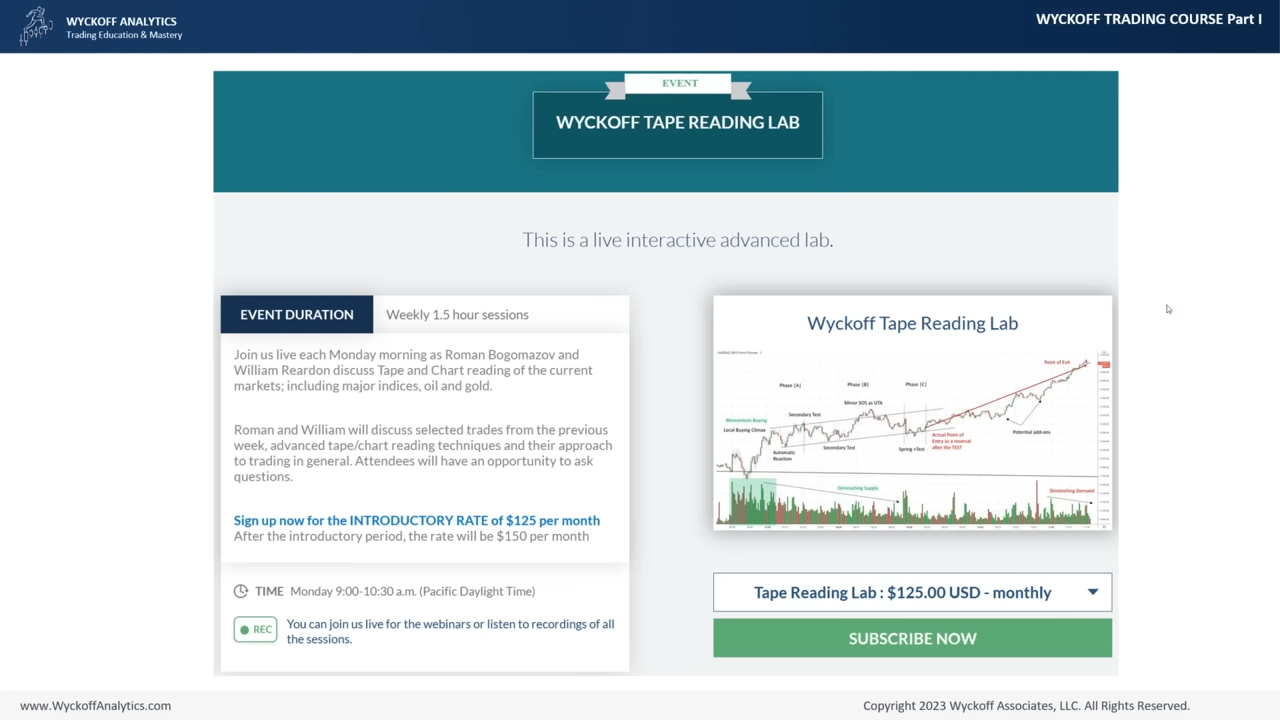 WYCKOFF ANALYTICS
Trading Education & Mastery
WYCKOFF TRADING COURSE Part I
EVENT
WYCKOFF TAPE READING LAB
This is a live interactive advanced lab.
EVENT DURATION
Weekly 1.5 hour sessions
Join us live each Monday morning as Roman Bogomazov and
William Reardon discuss Tape and Chart reading of the current
markets; including major indices, oil and gold.
Roman and William will discuss selected trades from the previous
week, advanced tape/chart reading techniques and their approach
to trading in general. Attendees will have an opportunity to ask
questions.
Sign up now for the INTRODUCTORY RATE of $125 per month
After the introductory period, the rate will be $150 per month
TIME Monday 9:00-10:30 a.m. (Pacific Daylight Time)
REC
You can join us live for the webinars or listen to recordings of all
the sessions.
Wyckoff Tape Reading Lab
Point of Exit
Phase [A]
Phase [B]
Phase [C]
Minor SOS as UTA
Secondary Test
Momentum Buying
Local Buying Climax
Potential add-ons
Actual Point of
Entry as a reversal
after the TEST
Secondary Test
Spring +Test
Automatic
Reaction
Diminishing Supply
Diminishing Demand
Tape Reading Lab : $125.00 USD - monthly
SUBSCRIBE NOW
www.WyckoffAnalytics.com
Copyright 2023 Wyckoff Associates, LLC. All Rights Reserved.